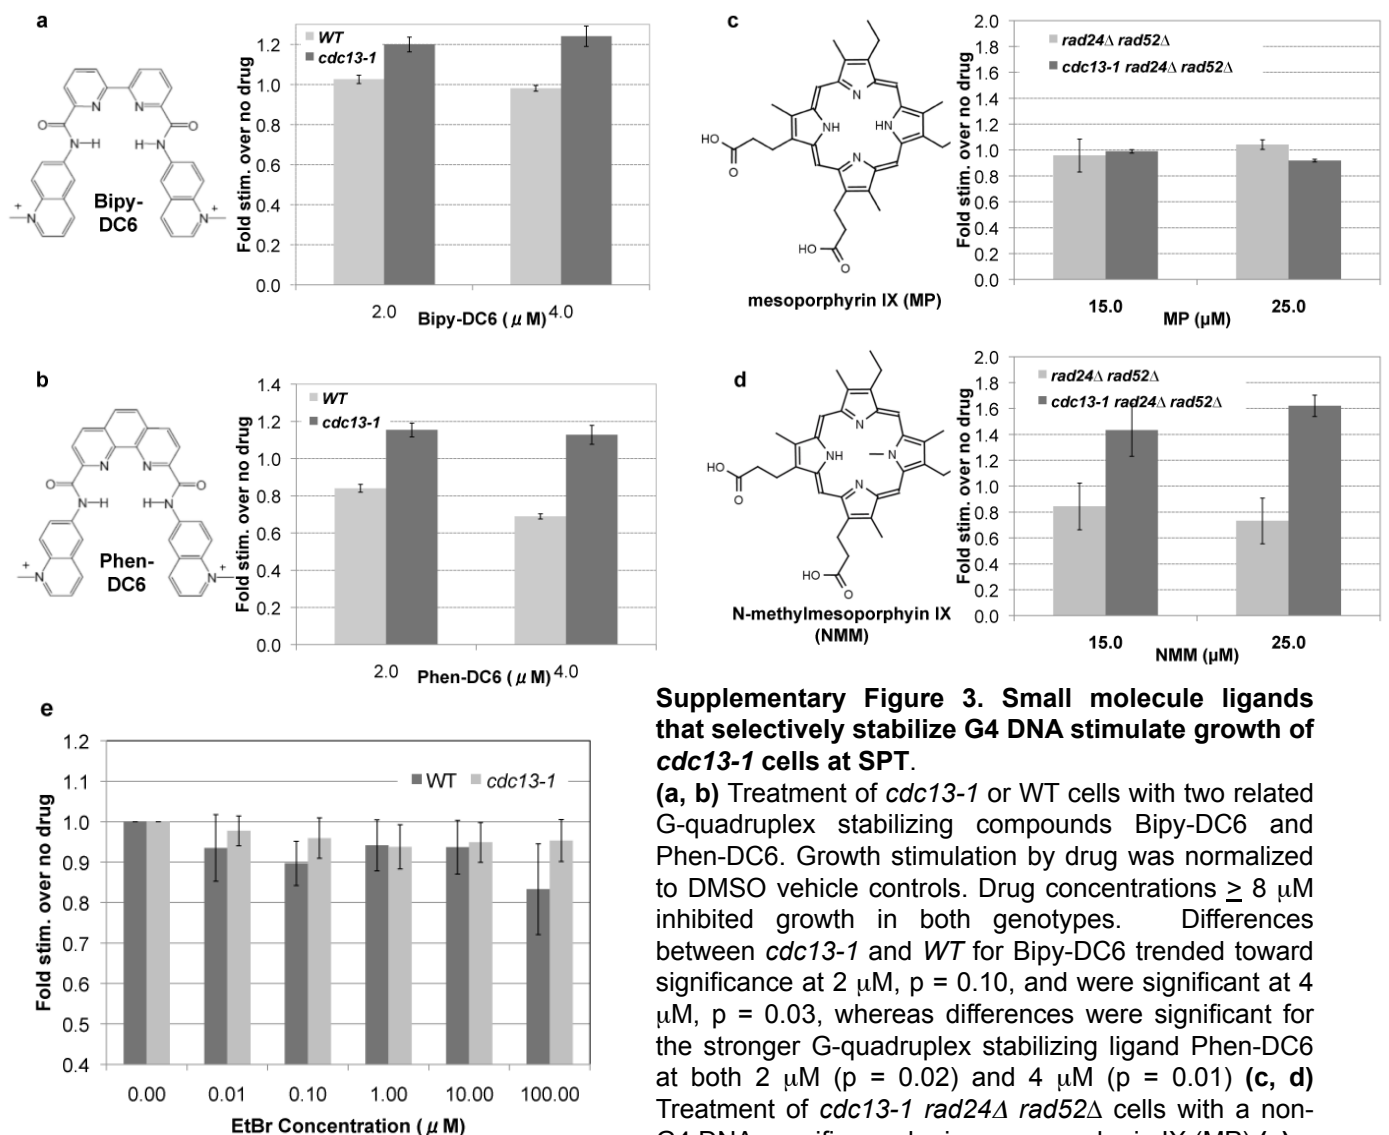 a
WT
cdc13-1
1.2
1.0
0.8
0.6
0.4
0.2
0.0
Fold stim. over no drug
2.0
4.0
Bipy-DC6 (μM)
N
N
O
O
N-H
H-N
N
+
N
+
Bipy-
DC6
b
WT
cdc13-1
1.4
1.2
1.0
0.8
0.6
0.4
0.2
0.0
Fold stim. over no drug
2.0
4.0
Phen-DC6 (μM)
N
N
O
O
N-H
H-N
N
+
N
+
Phen-
DC6
c
N
NH
HN
N
HO
O
HO
O
mesoporphyrin IX (MP)
rad24Δ rad52Δ
cdc13-1 rad24Δ rad52Δ
2.0
1.8
1.6
1.4
1.2
1.0
0.8
0.6
0.4
0.2
0.0
Fold stim. over no drug
15.0
25.0
MP (μM)
d
N
NH
N
N
HO
O
HO
O
N-methylmesoporphyin IX
(NMM)
rad24Δ rad52Δ
cdc13-1 rad24Δ rad52Δ
2.0
1.8
1.6
1.4
1.2
1.0
0.8
0.6
0.4
0.2
0.0
Fold stim. over no drug
15.0
25.0
NMM (μM)
e
WT cdc13-1
1.2
1.1
1.0
0.9
0.8
0.7
0.6
0.5
0.4
Fold stim. over no drug
0.00 0.01 0.10 1.00 10.00 100.00
EtBr Concentration (μM)
Supplementary Figure 3. Small molecule ligands
that selectively stabilize G4 DNA stimulate growth of
cdc13-1 cells at SPT.
(a, b) Treatment of cdc13-1 or WT cells with two related
G-quadruplex stabilizing compounds Bipy-DC6 and
Phen-DC6. Growth stimulation by drug was normalized
to DMSO vehicle controls. Drug concentrations ≥ 8 μM
inhibited growth in both genotypes. Differences
between cdc13-1 and WT for Bipy-DC6 trended toward
significance at 2 μM, p = 0.10, and were significant at 4
μM, p = 0.03, whereas differences were significant for
the stronger G-quadruplex stabilizing ligand Phen-DC6
at both 2 μM (p = 0.02) and 4 μM (p = 0.01) (c, d)
Treatment of cdc13-1 rad24Δ rad52Δ cells with a non-